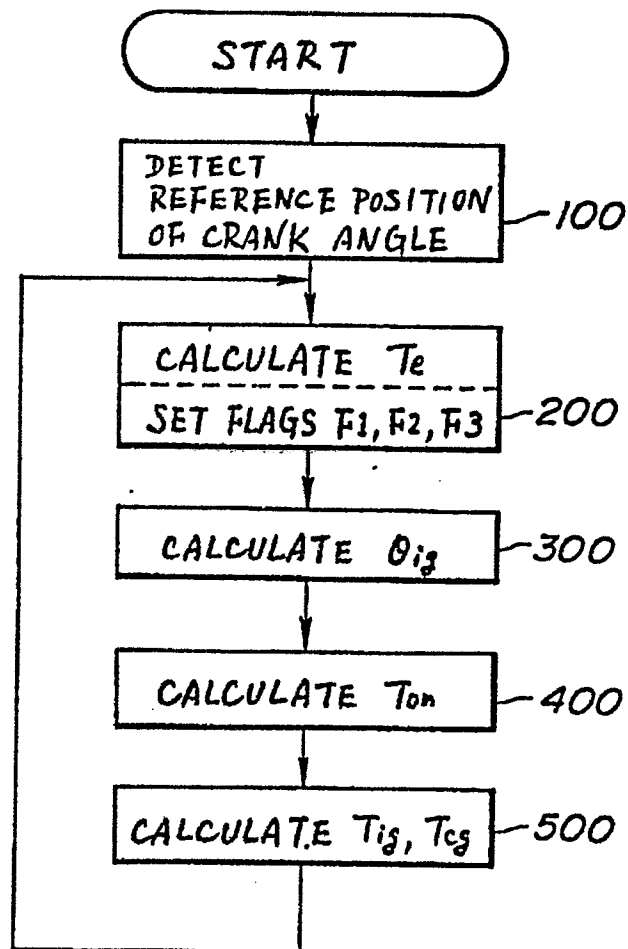 START
DETECT
REFERENCE POSITION
OF CRANK ANGLE
100
CALCULATE Te
SET FLAGS F1, F2, F3
200
CALCULATE θig
300
CALCULATE Ton
400
CALCULATE Tig, Tcg
500